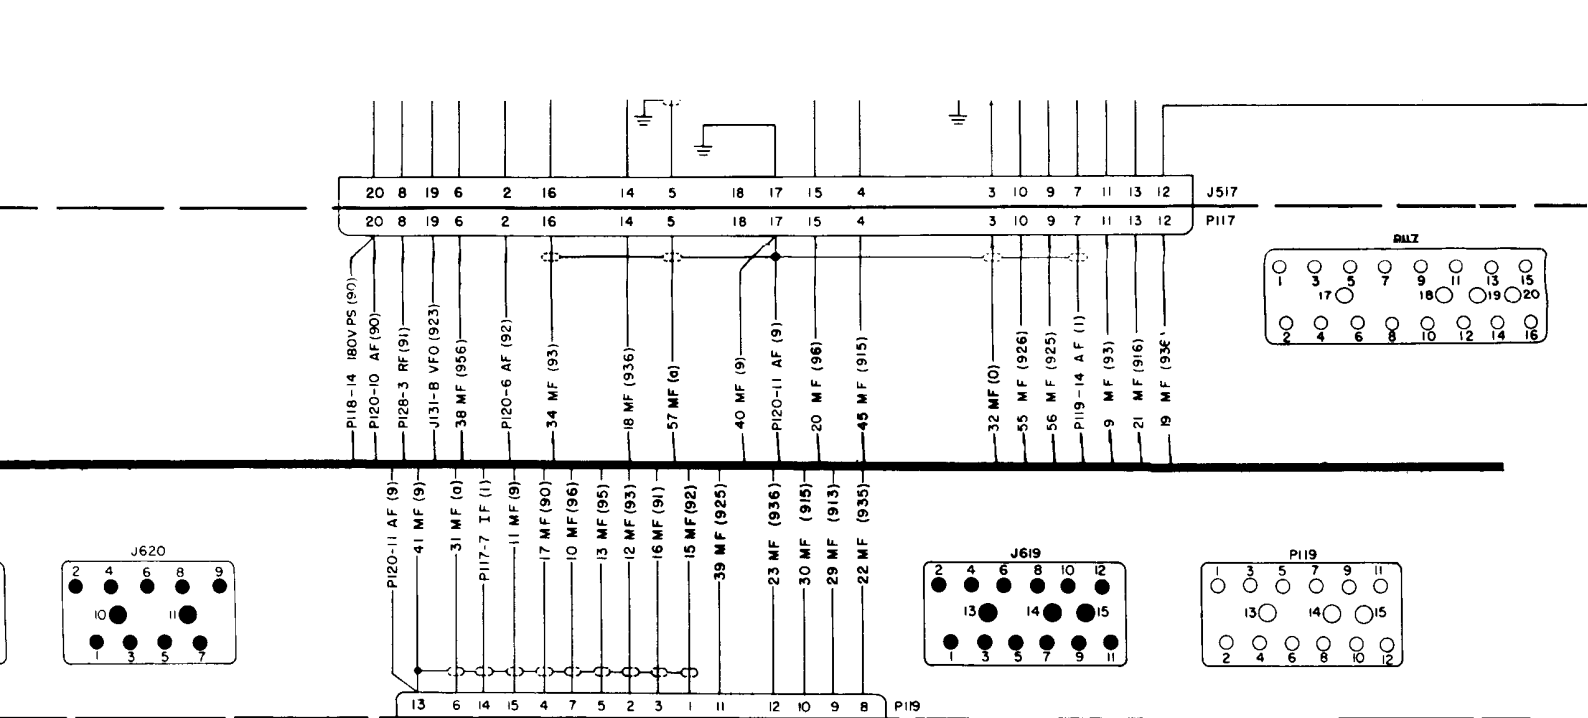 20 8 19 6 2 16 14 5 18 17 15 4 3 10 9 7 11 13 12 J517
20 8 19 6 2 16 14 5 18 17 15 4 3 10 9 7 11 13 12 P117
P118-14 180VPS (90)
P120-10 AF (90)
P128-3 RF (91)
J131-8 VFO (923)
38 MF (956)
P120-6 AF (92)
34 MF (93)
18 MF (936)
57 MF (a)
40 MF (9)
P120-11 AF (9)
20 MF (96)
45 MF (915)
32 MF (0)
55 MF (926)
56 MF (925)
P119-14 AF (1)
9 MF (93)
21 MF (916)
19 MF
1 3 5 7 9 11 13 15
17 18 19 20
2 4 6 8 10 12 14 16
P120-11 AF (9)
41 MF (9)
31 MF (a)
P117-7 IF (1)
11 MF (9)
17 MF (90)
10 MF (96)
13 MF (95)
12 MF (93)
16 MF (91)
15 MF (92)
39 MF (925)
23 MF (936)
30 MF (915)
29 MF (913)
22 MF (935)
J620
2 4 6 8 9
10 11
1 3 5 7
J619
2 4 6 8 10 12
13 14 15
1 3 5 7 9 11
P119
1 3 5 7 9 11
13 14 15
2 4 6 8 10 12
13 6 14 15 4 7 5 2 3 1 11 12 10 9 8 P119